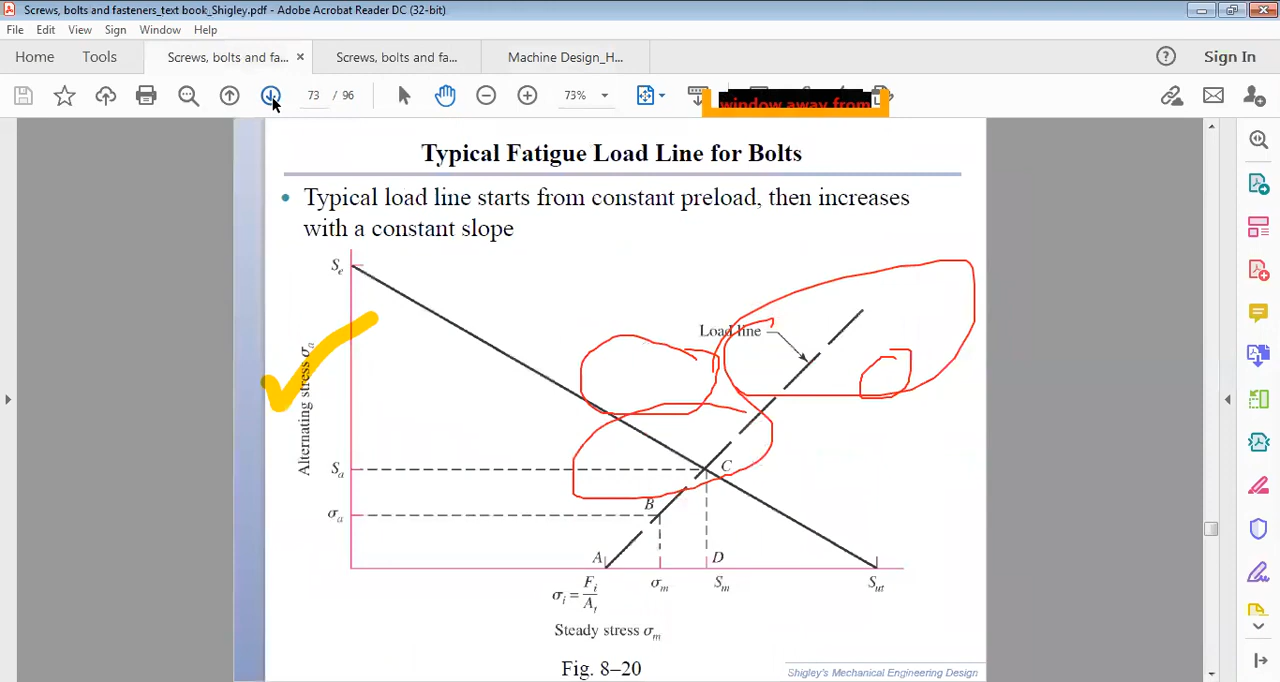 Screws, bolts and fasteners_text book_Shigley.pdf - Adobe Acrobat Reader DC (32-bit)
File Edit View Sign Window Help
Home Tools Screws, bolts and fa... × Screws, bolts and fa... Machine Design_H... Sign In
73 / 96 73% window away from
Typical Fatigue Load Line for Bolts
• Typical load line starts from constant preload, then increases
with a constant slope
Sₑ
Load line
Alternating stress σₐ
Sₐ C
B
σₐ
A D
σᵢ = Fᵢ/Aₜ σₘ Sₘ Sᵤₜ
Steady stress σₘ
Fig. 8–20
Shigley's Mechanical Engineering Design